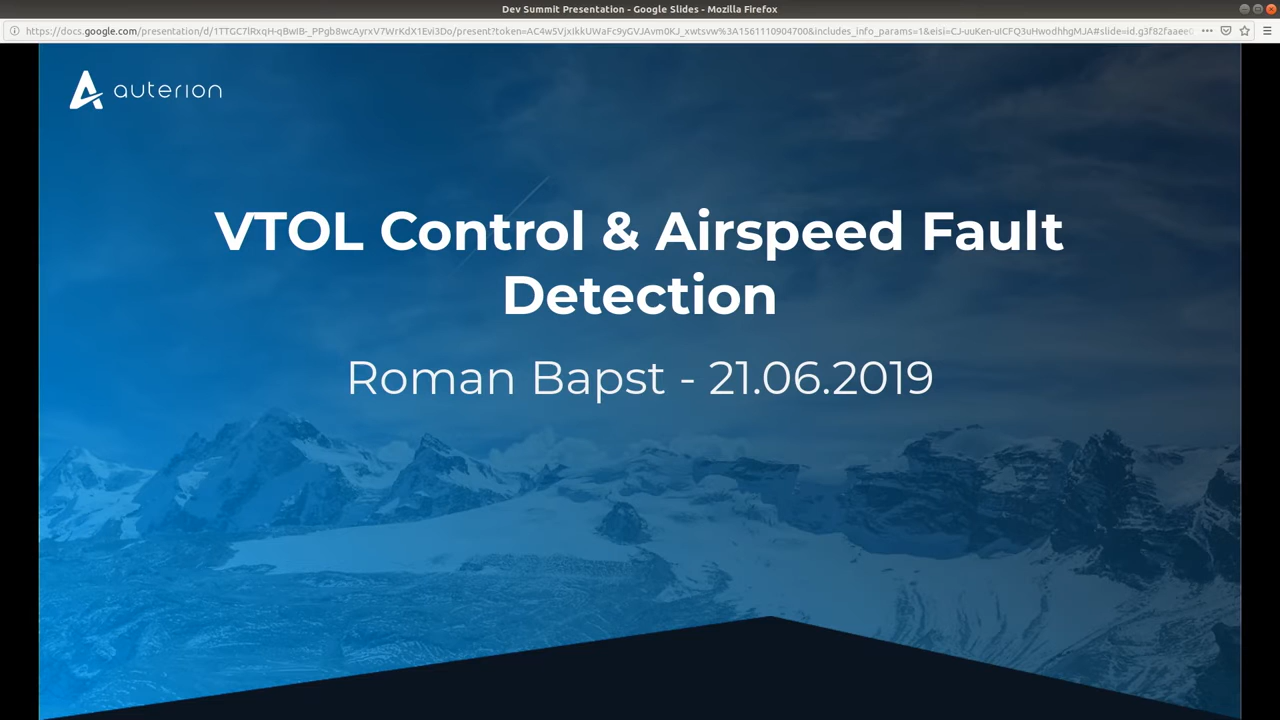 Dev Summit Presentation - Google Slides - Mozilla Firefox
auterion
VTOL Control & Airspeed Fault
Detection
Roman Bapst - 21.06.2019